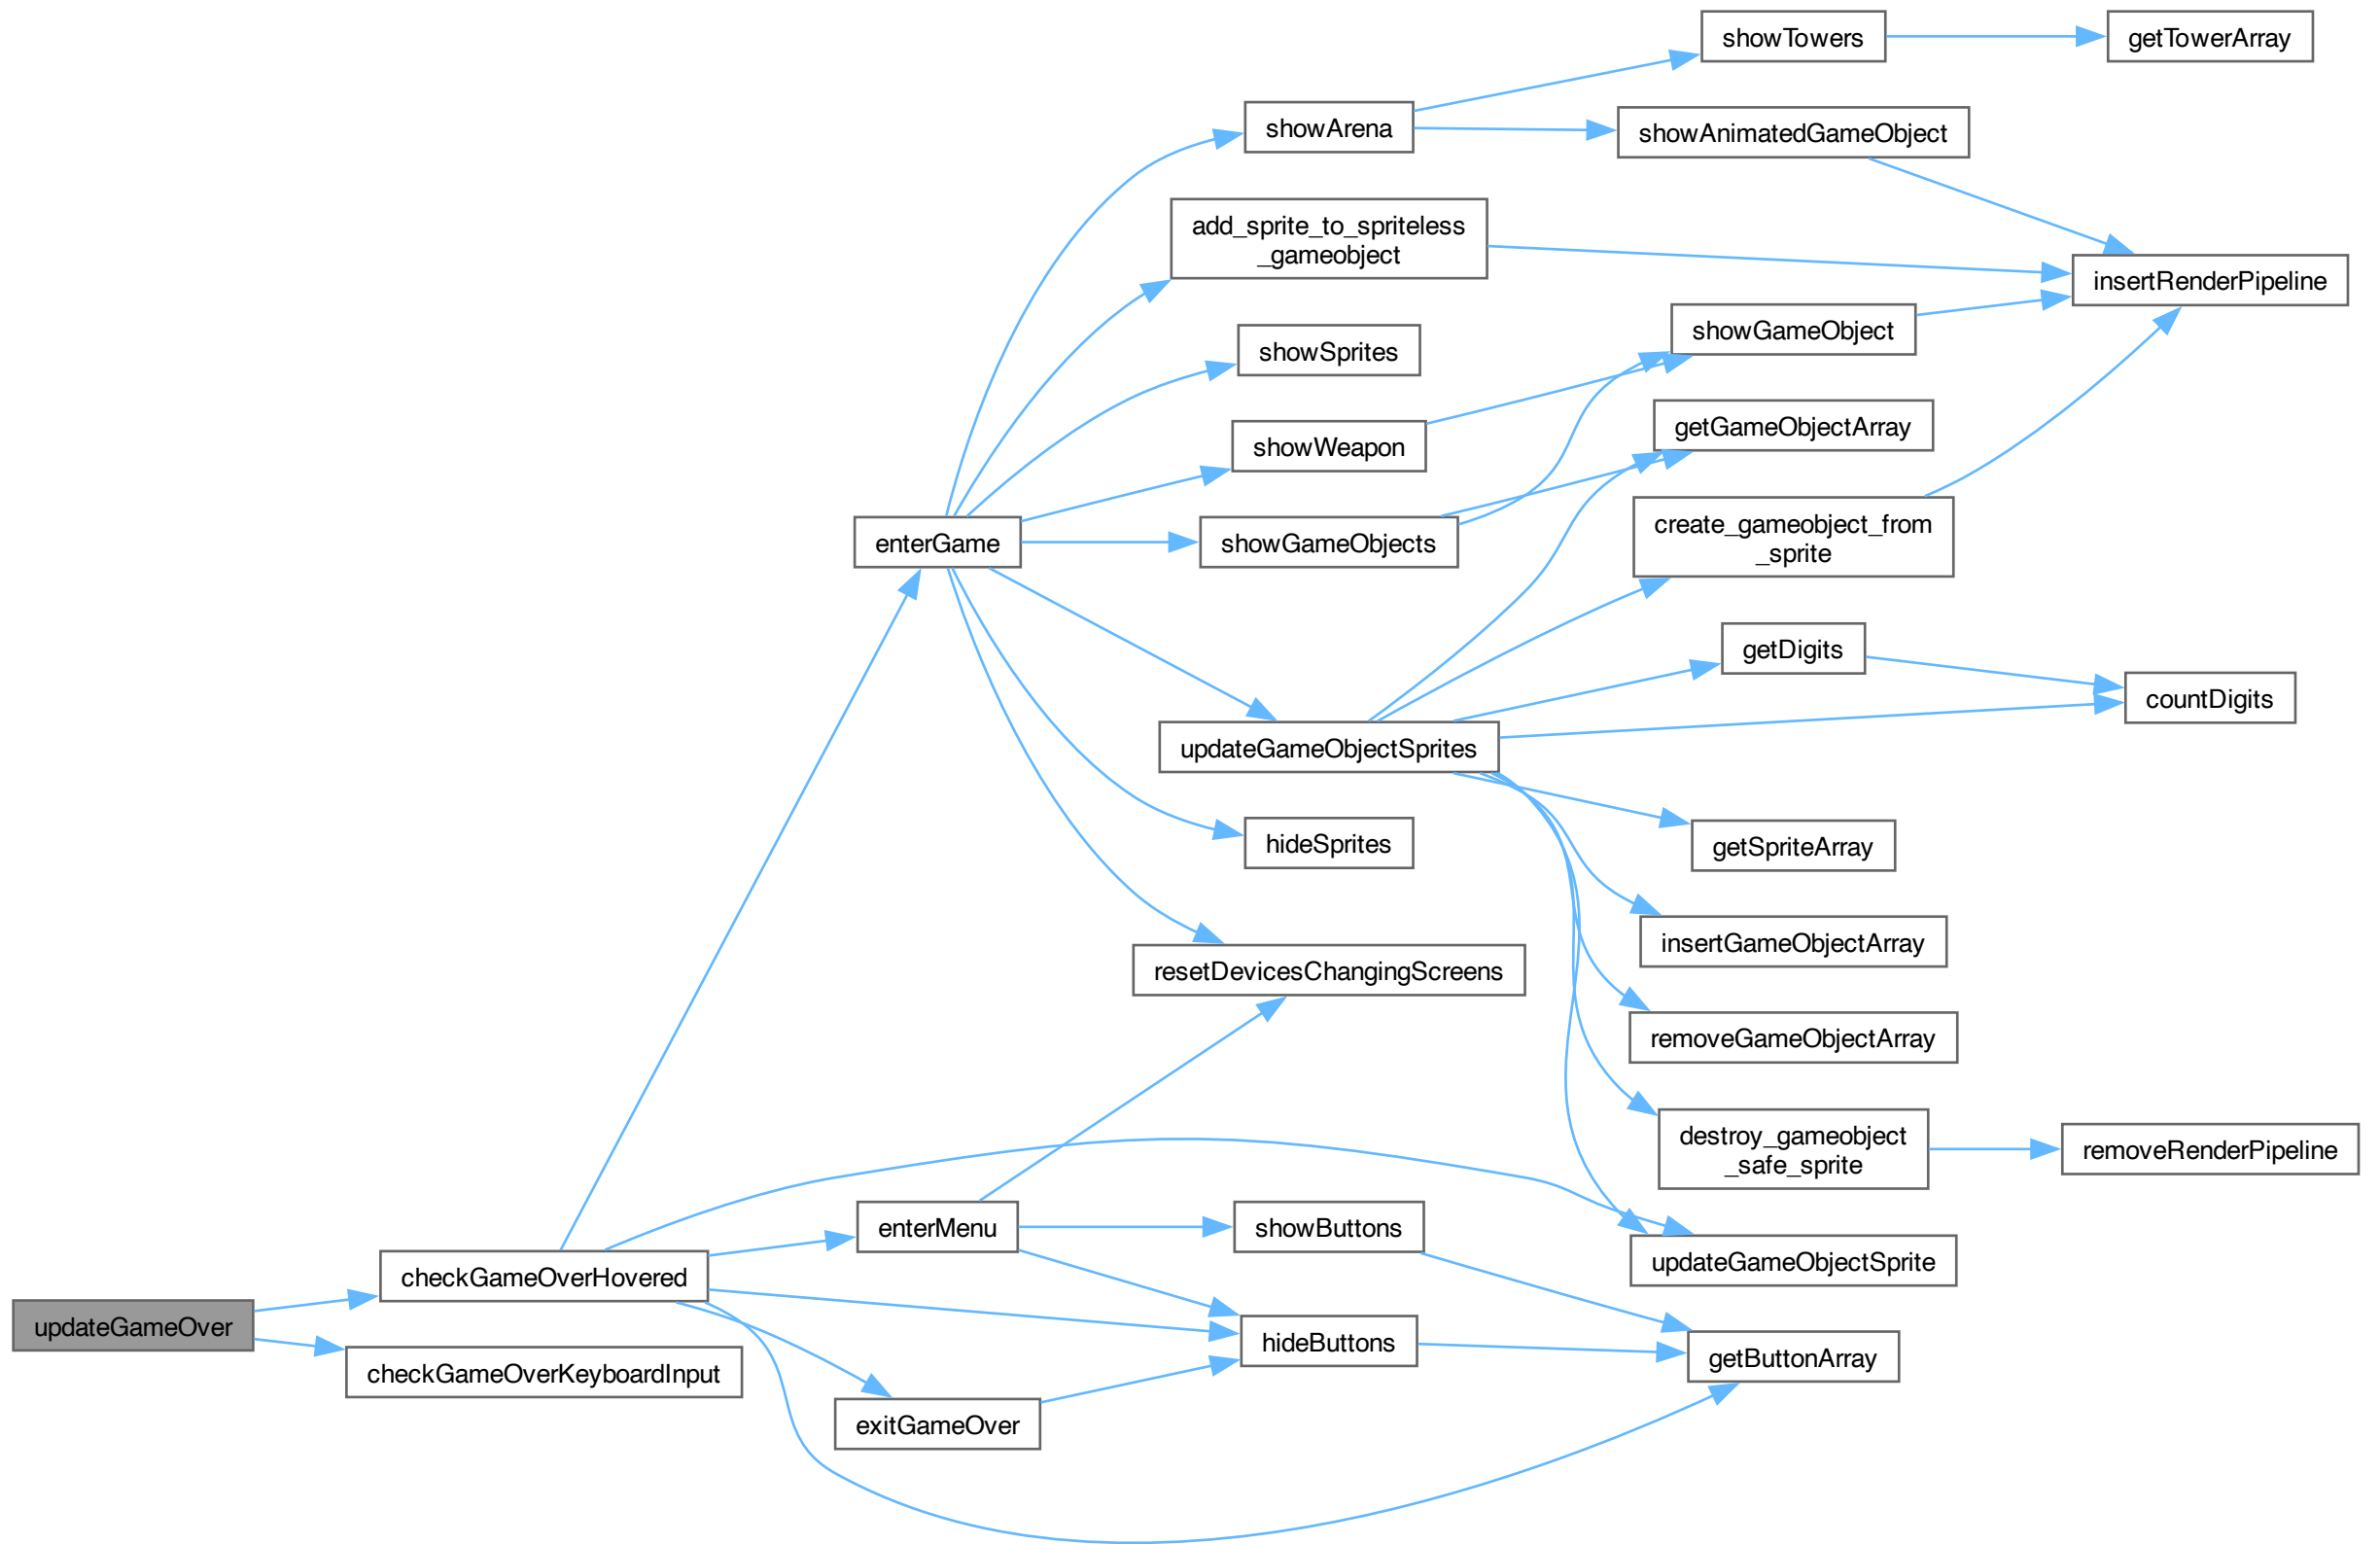 showTowers
getTowerArray
showArena
showAnimatedGameObject
add_sprite_to_spriteless
_gameobject
insertRenderPipeline
showSprites
showGameObject
showWeapon
getGameObjectArray
enterGame
showGameObjects
create_gameobject_from
_sprite
getDigits
countDigits
updateGameObjectSprites
hideSprites
getSpriteArray
insertGameObjectArray
resetDevicesChangingScreens
removeGameObjectArray
destroy_gameobject
_safe_sprite
removeRenderPipeline
enterMenu
showButtons
updateGameObjectSprite
checkGameOverHovered
updateGameOver
hideButtons
getButtonArray
checkGameOverKeyboardInput
exitGameOver